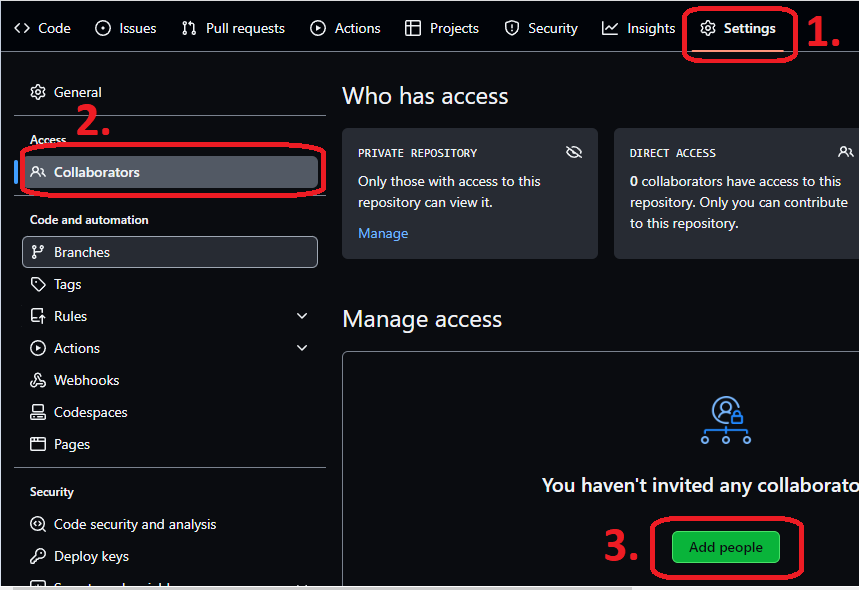 Code Issues Pull requests Actions Projects Security Insights Settings 1.
General
2.
Access
Collaborators
Code and automation
Branches
Tags
Rules
Actions
Webhooks
Codespaces
Pages
Security
Code security and analysis
Deploy keys
Who has access
PRIVATE REPOSITORY
Only those with access to this
repository can view it.
Manage
DIRECT ACCESS
0 collaborators have access to this
repository. Only you can contribute
to this repository.
Manage access
You haven't invited any collaborato
3. Add people